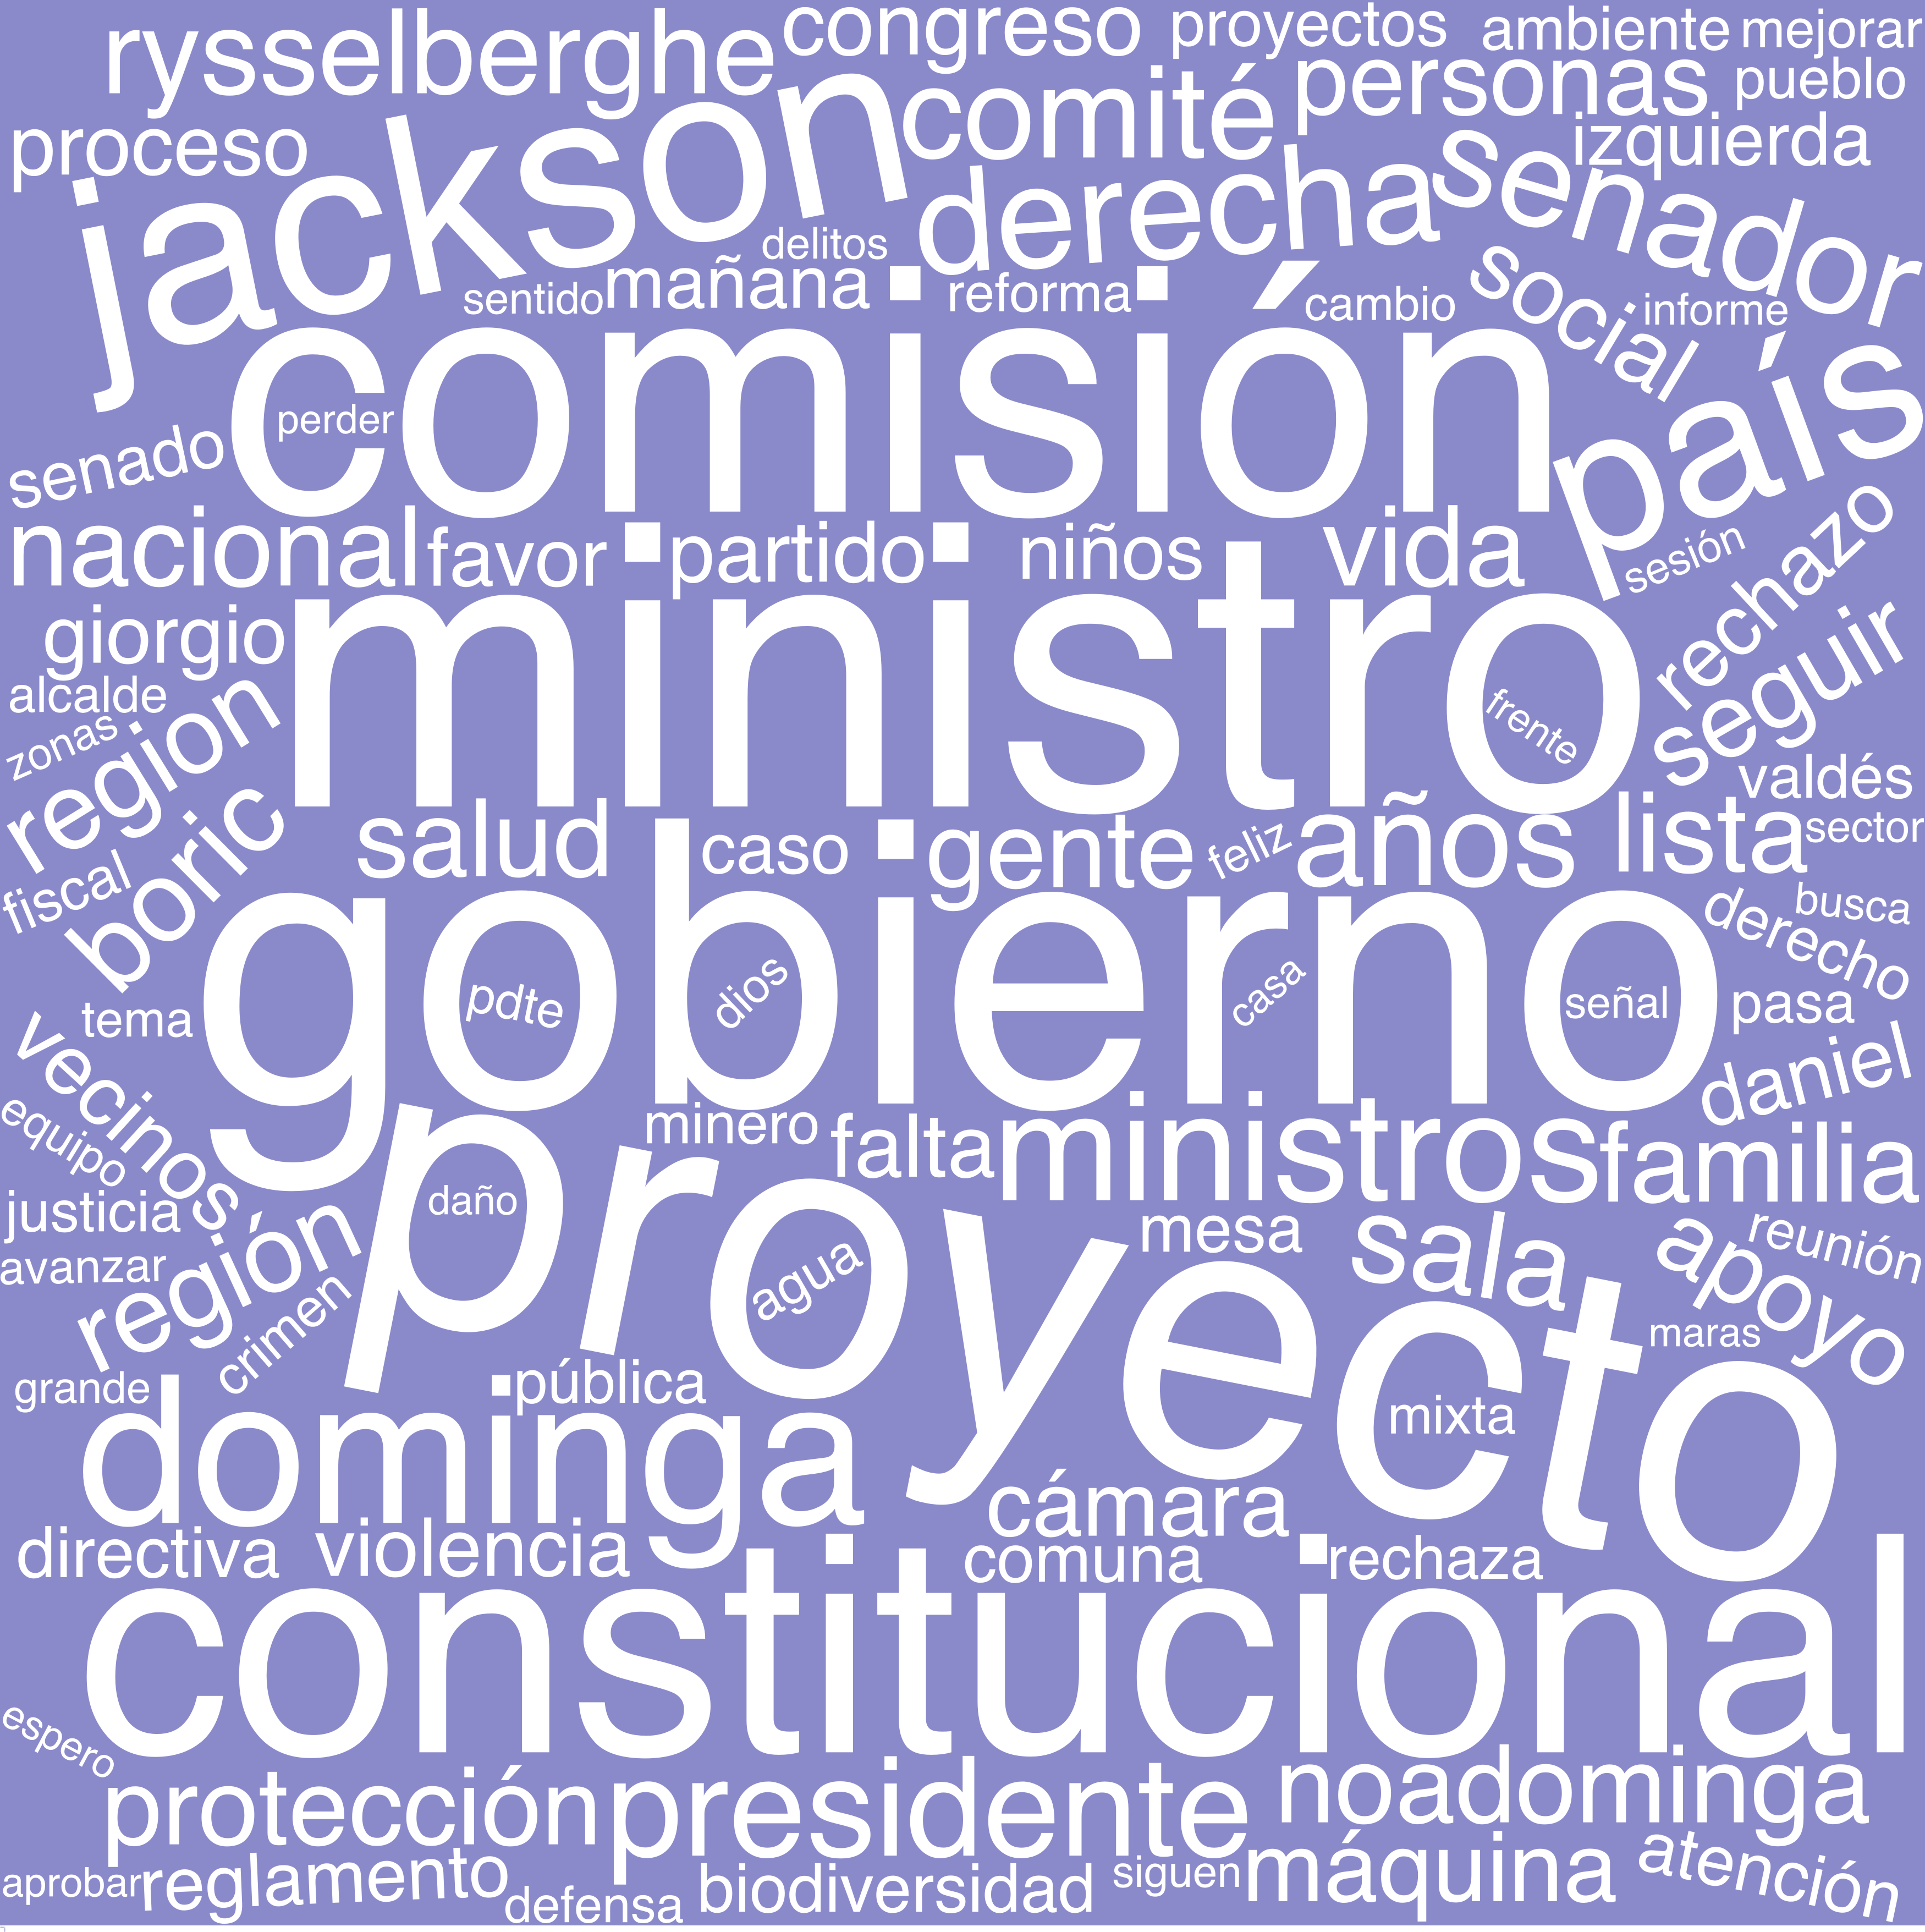 rysselberghe
congreso
proyectos
ambiente
mejorar
personas
pueblo
comité
proceso
jackson
izquierda
derecha
senador
delitos
sentido
mañana
reforma
cambio
social
informe
comisión
perder
país
senado
nacional
favor
partido
niños
vida
sesión
rechazo
giorgio
ministro
frente
seguir
alcalde
zonas
region
valdés
boric
salud
caso
gente
feliz
años
lista
sector
fiscal
gobierno
derecho
busca
pdte
dios
casa
señal
tema
pasa
vecinos
daniel
equipo
minero
falta
ministros
familia
justicia
proyecto
daño
mesa
sala
apoyo
reunión
avanzar
región
agua
crimen
maras
grande
pública
mixta
dominga
cámara
directiva
violencia
comuna
rechaza
constitucional
espero
protección
presidente
noadominga
aprobar
reglamento
defensa
biodiversidad
siguen
máquina
atención